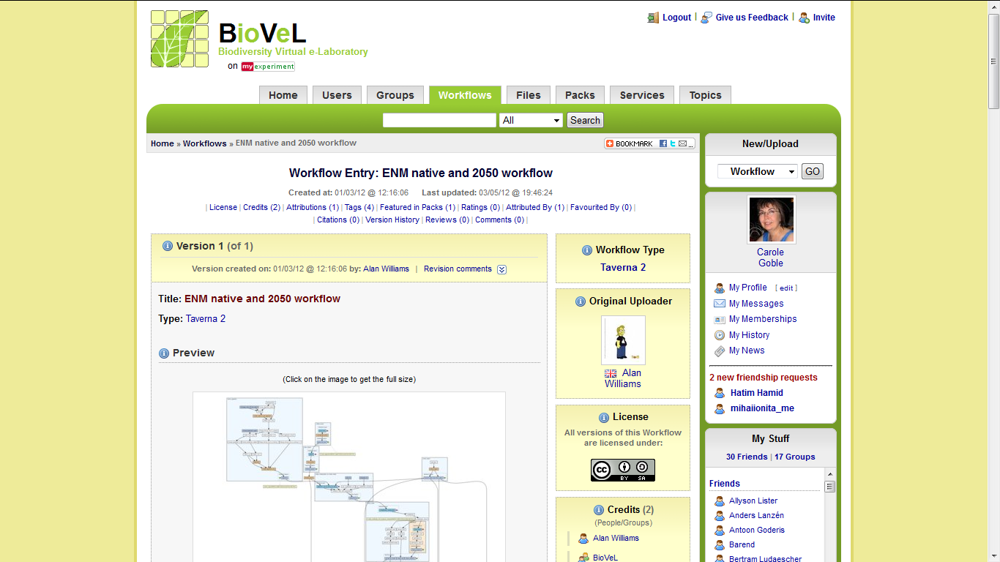 Logout | Give us Feedback | Invite
BioVeL
Biodiversity Virtual e-Laboratory
on my experiment
Home Users Groups Workflows Files Packs Services Topics
All Search
Home » Workflows » ENM native and 2050 workflow
BOOKMARK ...
Workflow Entry: ENM native and 2050 workflow
Created at: 01/03/12 @ 12:16:06 Last updated: 03/05/12 @ 19:46:24
| License | Credits (2) | Attributions (1) | Tags (4) | Featured in Packs (1) | Ratings (0) | Attributed By (1) | Favourited By (0) |
| Citations (0) | Version History | Reviews (0) | Comments (0) |
Version 1 (of 1)
Version created on: 01/03/12 @ 12:16:06 by: Alan Williams | Revision comments
Title: ENM native and 2050 workflow
Type: Taverna 2
Preview
(Click on the image to get the full size)
Workflow Type
Taverna 2
Original Uploader
Alan
Williams
License
All versions of this Workflow
are licensed under:
cc BY SA
Credits (2)
(People/Groups)
Alan Williams
BioVeL
New/Upload
Workflow GO
Carole
Goble
My Profile [ edit ]
My Messages
My Memberships
My History
My News
2 new friendship requests
Hatim Hamid
mihaiionita_me
My Stuff
30 Friends | 17 Groups
Friends
Allyson Lister
Anders Lanzén
Antoon Goderis
Barend
Bertram Ludaescher